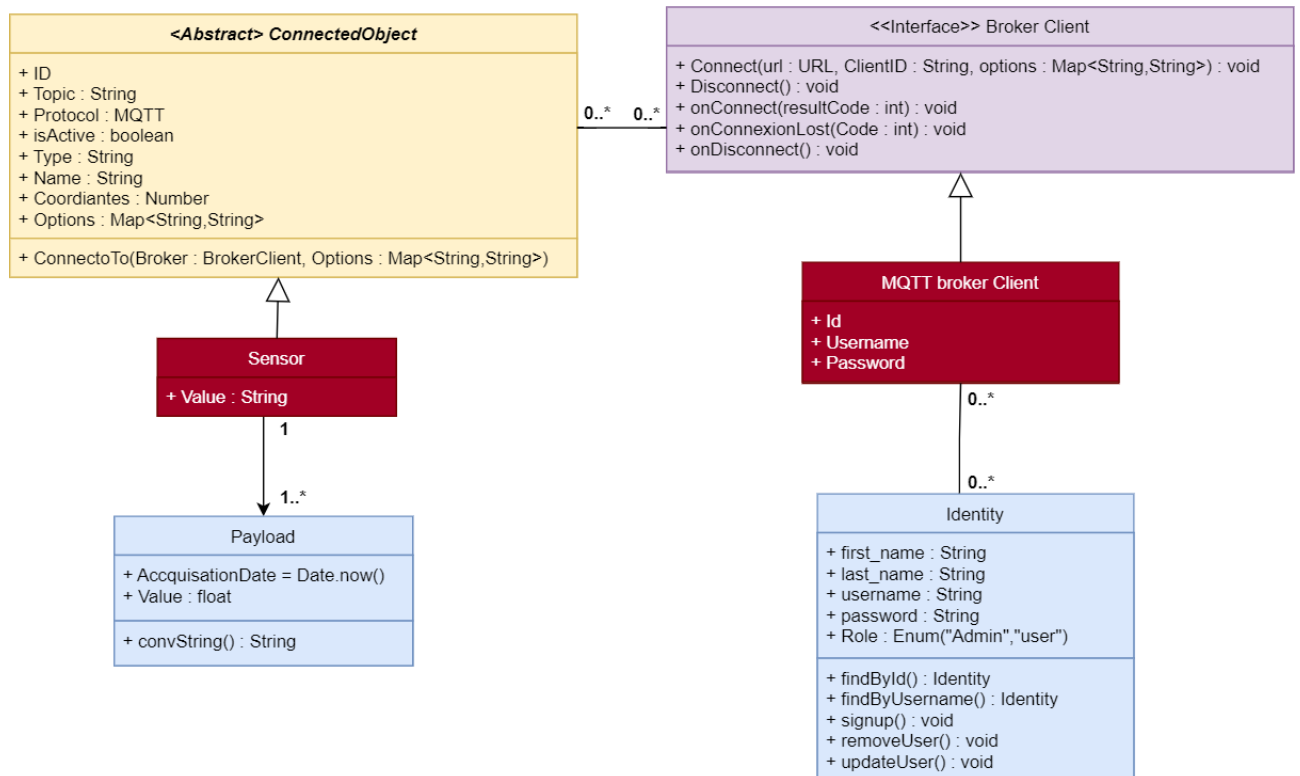 <Abstract> ConnectedObject
+ ID
+ Topic : String
+ Protocol : MQTT
+ isActive : boolean
+ Type : String
+ Name : String
+ Coordiantes : Number
+ Options : Map<String,String>
+ ConnectoTo(Broker : BrokerClient, Options : Map<String,String>)
0..*
0..*
<<Interface>> Broker Client
+ Connect(url : URL, ClientID : String, options : Map<String,String>) : void
+ Disconnect() : void
+ onConnect(resultCode : int) : void
+ onConnexionLost(Code : int) : void
+ onDisconnect() : void
Sensor
+ Value : String
1
1..*
Payload
+ AccquisationDate = Date.now()
+ Value : float
+ convString() : String
MQTT broker Client
+ Id
+ Username
+ Password
0..*
0..*
Identity
+ first_name : String
+ last_name : String
+ username : String
+ password : String
+ Role : Enum("Admin","user")
+ findById() : Identity
+ findByUsername() : Identity
+ signup() : void
+ removeUser() : void
+ updateUser() : void